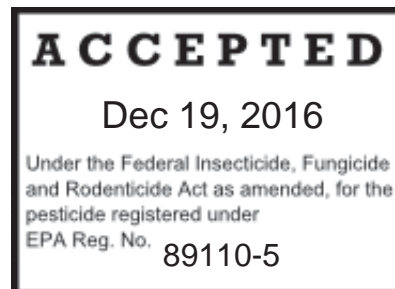 ACCEPTED
Dec 19, 2016
Under the Federal Insecticide, Fungicide
and Rodenticide Act as amended, for the
pesticide registered under
EPA Reg. No. 89110-5